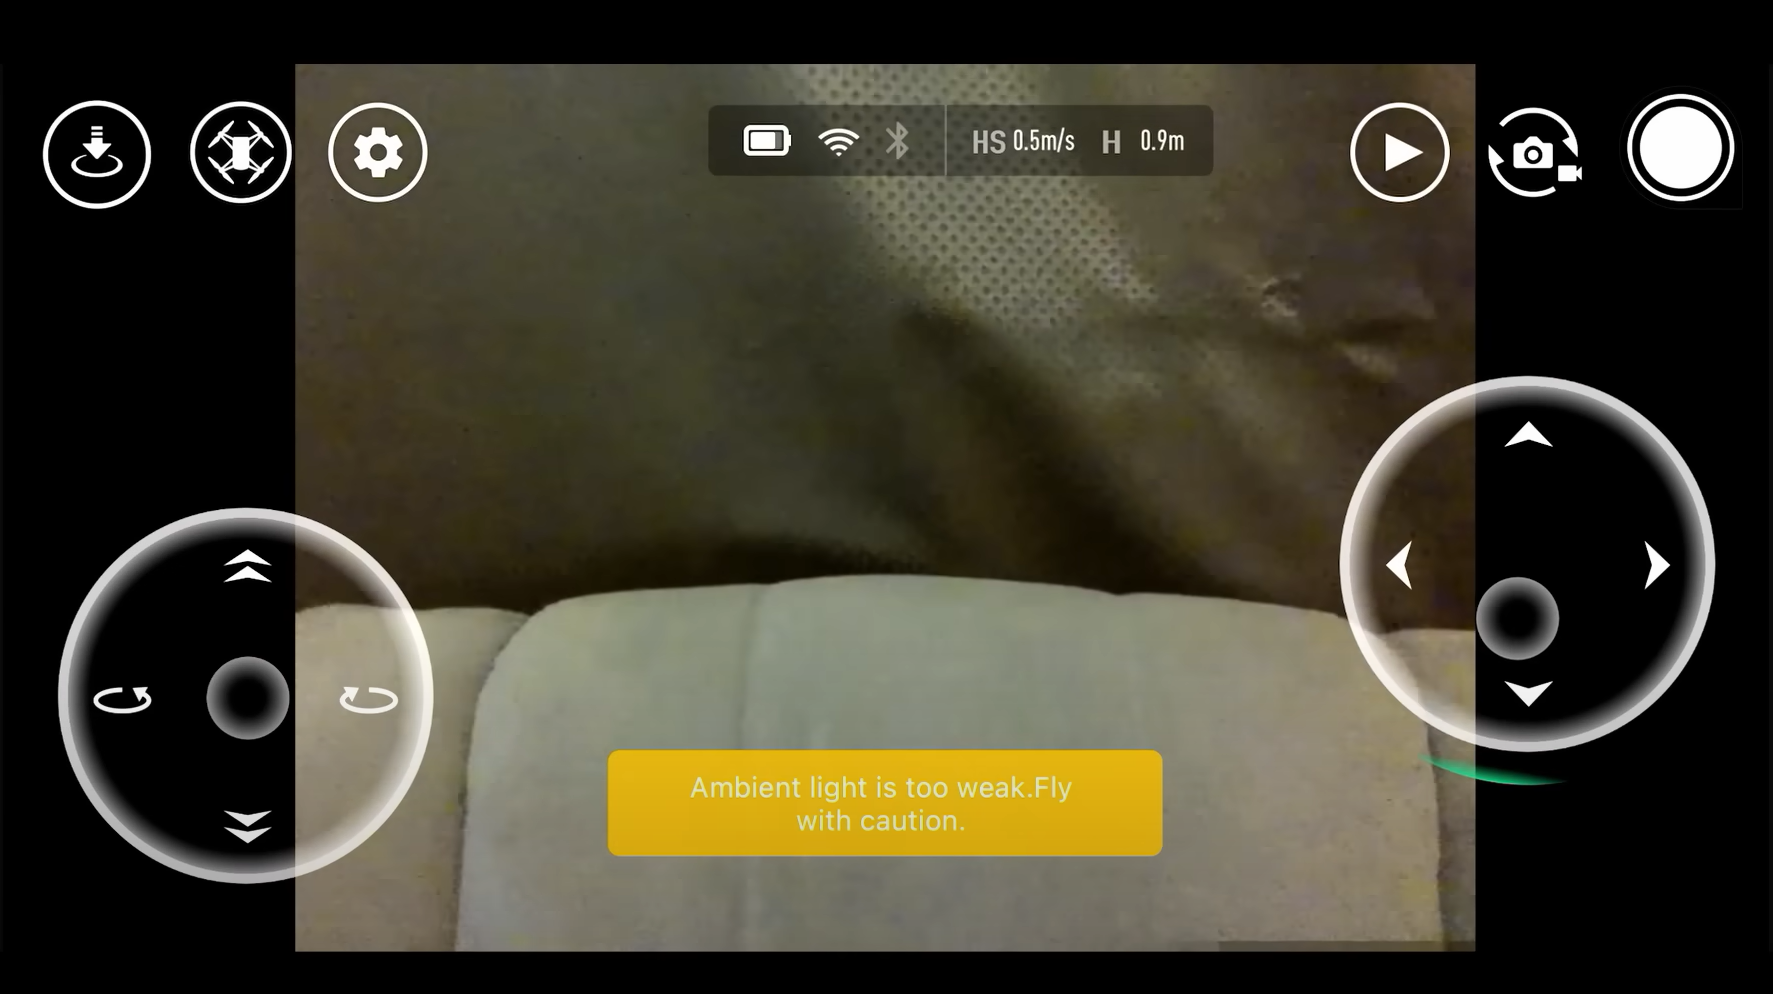 HS 0.5m/s H 0.9m
Ambient light is too weak.Fly
with caution.